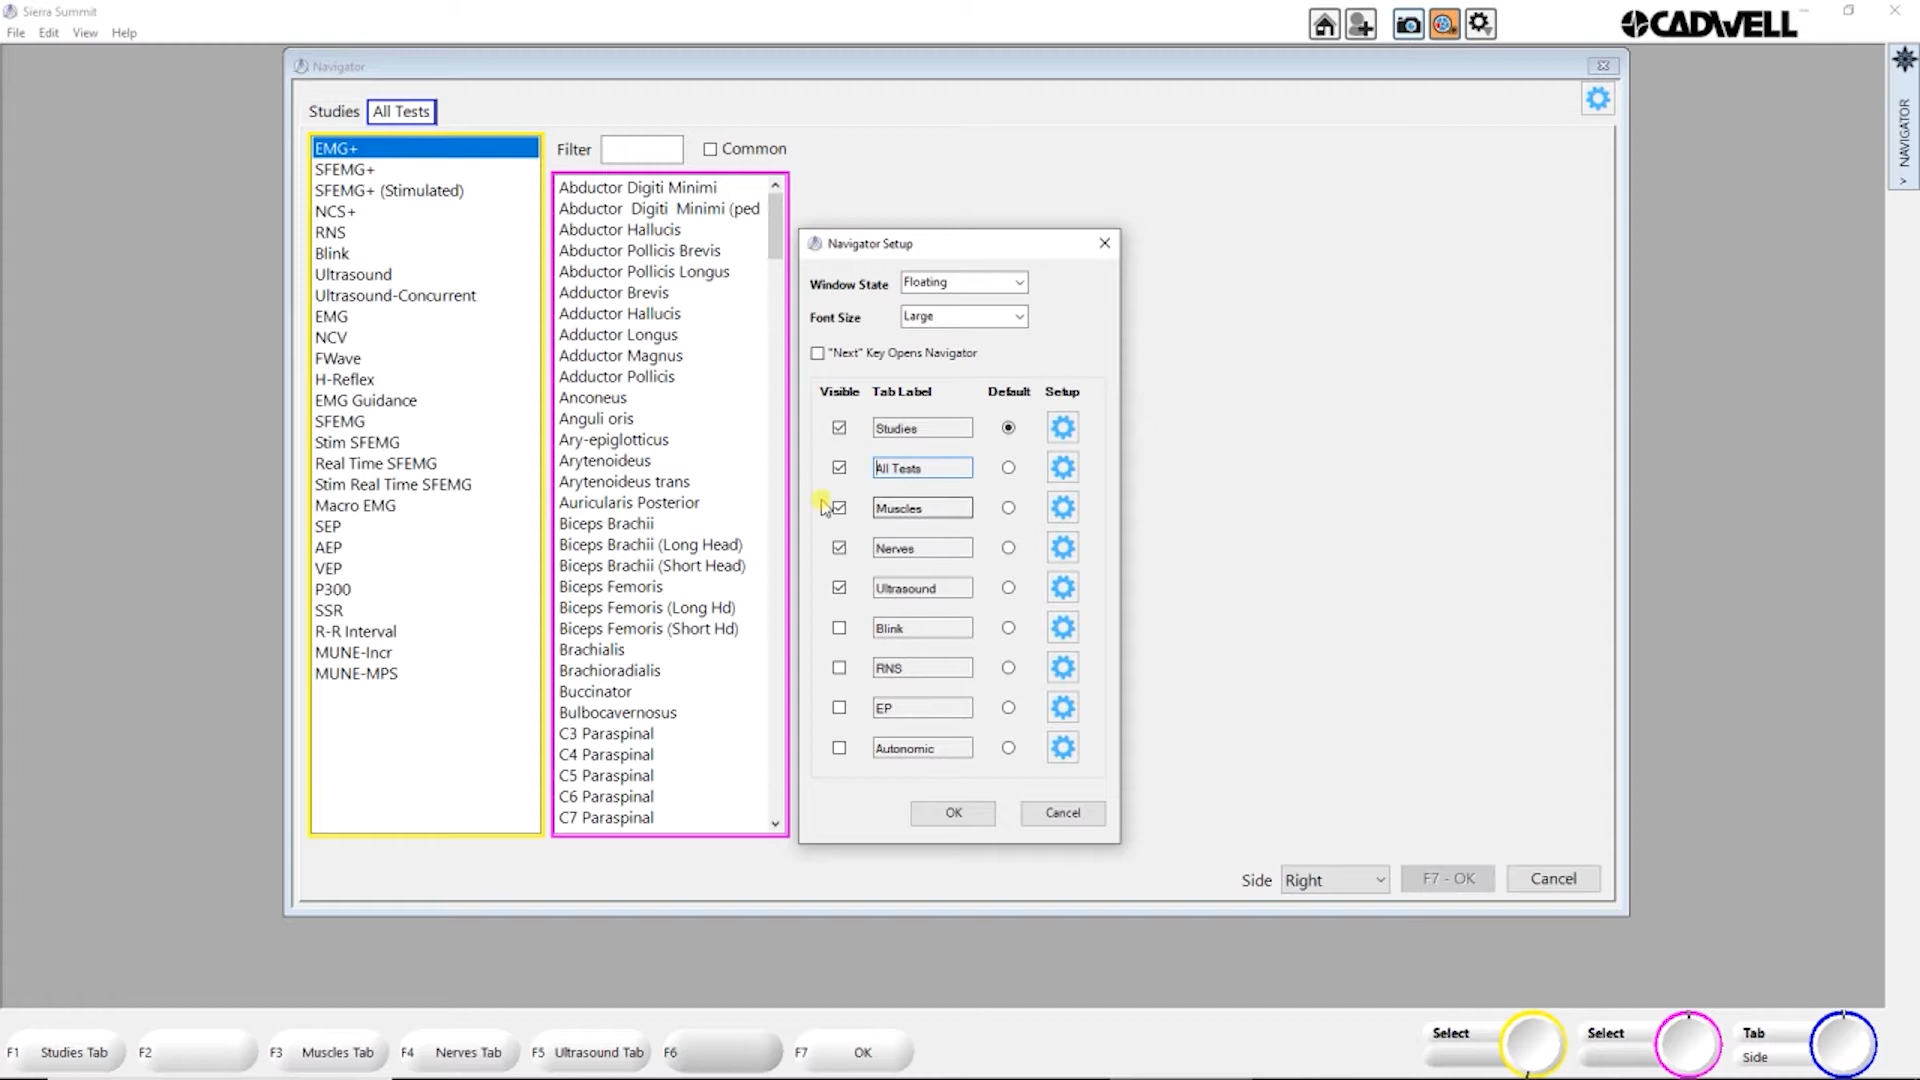 Sierra Summit
File Edit View Help
CADWELL
NAVIGATOR
Navigator
Studies All Tests
EMG+
SFEMG+
SFEMG+ (Stimulated)
NCS+
RNS
Blink
Ultrasound
Ultrasound-Concurrent
EMG
NCV
FWave
H-Reflex
EMG Guidance
SFEMG
Stim SFEMG
Real Time SFEMG
Stim Real Time SFEMG
Macro EMG
SEP
AEP
VEP
P300
SSR
R-R Interval
MUNE-Incr
MUNE-MPS
Filter Common
Abductor Digiti Minimi
Abductor Digiti Minimi (ped
Abductor Hallucis
Abductor Pollicis Brevis
Abductor Pollicis Longus
Adductor Brevis
Adductor Hallucis
Adductor Longus
Adductor Magnus
Adductor Pollicis
Anconeus
Anguli oris
Ary-epiglotticus
Arytenoideus
Arytenoideus trans
Auricularis Posterior
Biceps Brachii
Biceps Brachii (Long Head)
Biceps Brachii (Short Head)
Biceps Femoris
Biceps Femoris (Long Hd)
Biceps Femoris (Short Hd)
Brachialis
Brachioradialis
Buccinator
Bulbocavernosus
C3 Paraspinal
C4 Paraspinal
C5 Paraspinal
C6 Paraspinal
C7 Paraspinal
Navigator Setup
Window State Floating
Font Size Large
"Next" Key Opens Navigator
Visible Tab Label Default Setup
Studies
All Tests
Muscles
Nerves
Ultrasound
Blink
RNS
EP
Autonomic
OK Cancel
Side Right F7 - OK Cancel
F1 Studies Tab F2 F3 Muscles Tab F4 Nerves Tab F5 Ultrasound Tab F6 F7 OK
Select Select Tab
Side